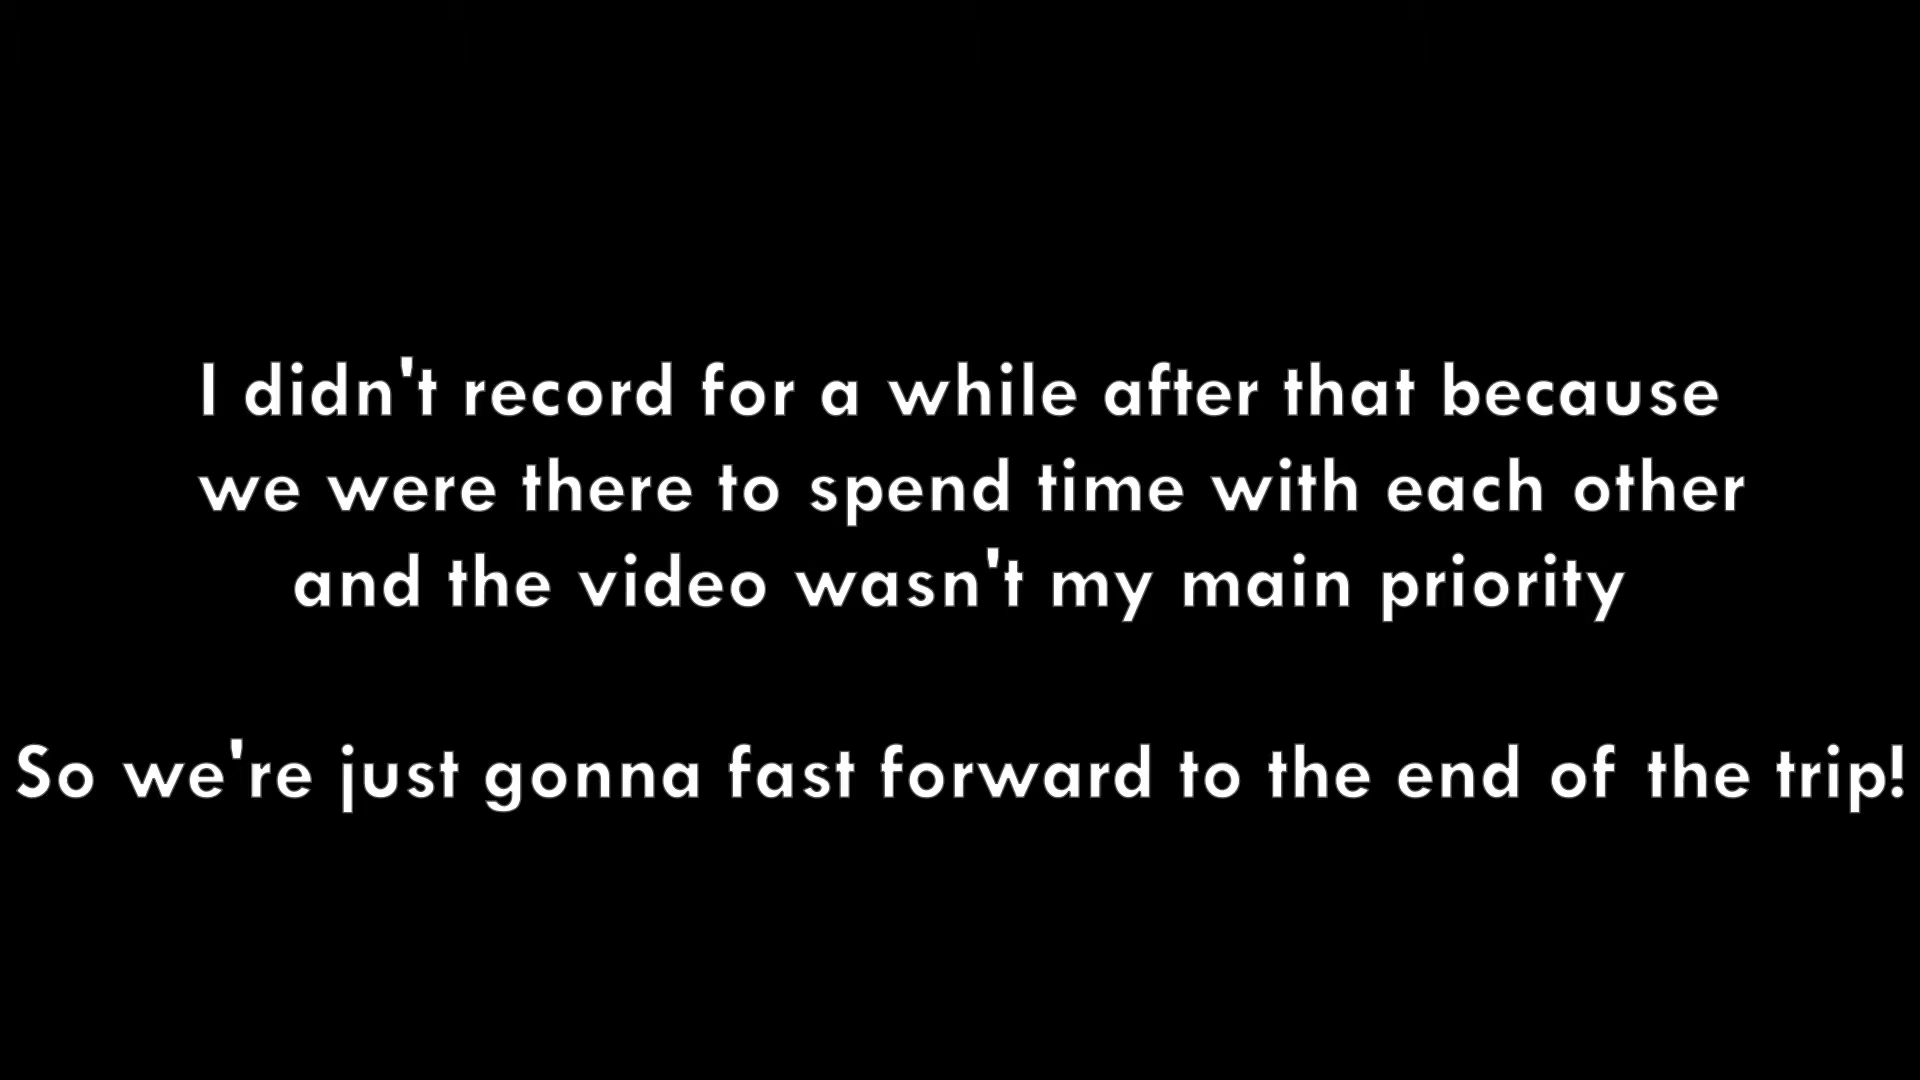 I didn't record for a while after that because
we were there to spend time with each other
and the video wasn't my main priority
So we're just gonna fast forward to the end of the trip!